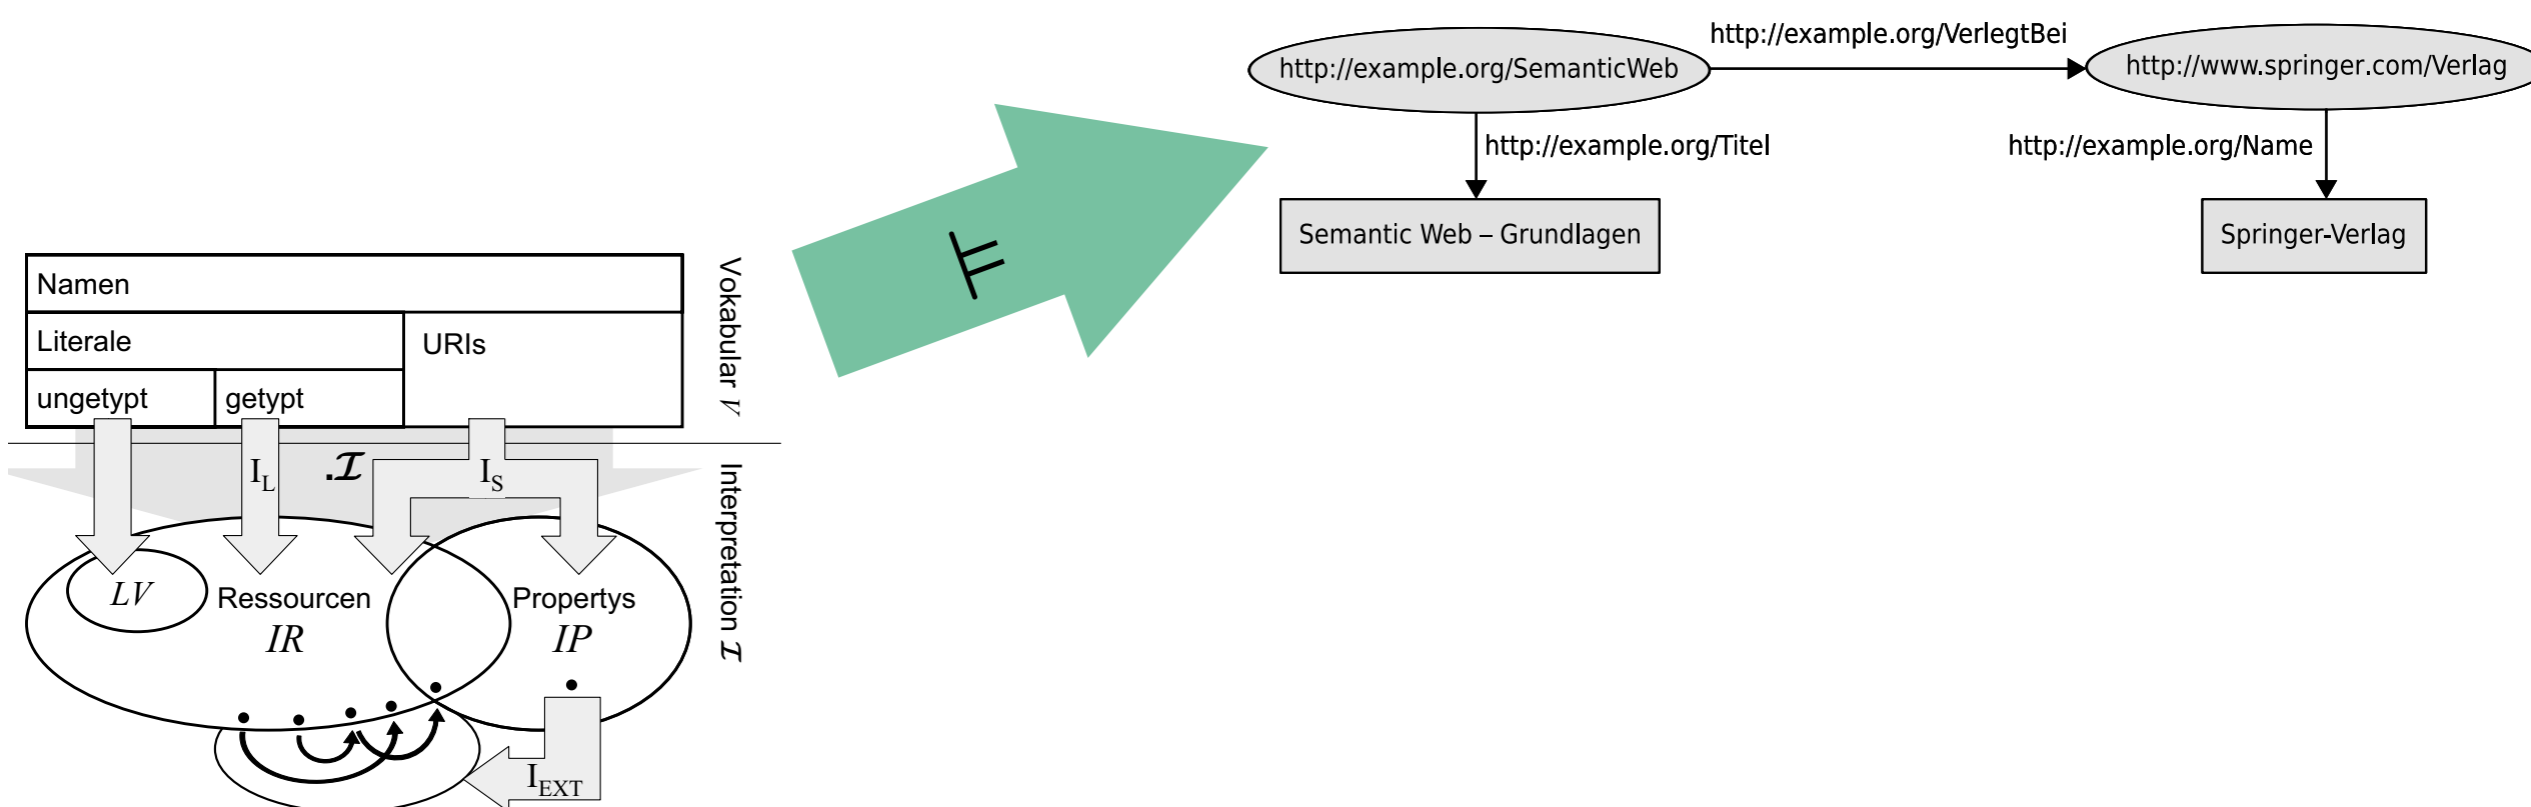 http://example.org/VerlegtBei
http://example.org/SemanticWeb
http://www.springer.com/Verlag
http://example.org/Titel
http://example.org/Name
Semantic Web – Grundlagen
Springer-Verlag
⊨
Namen
Literale
URIs
ungetypt
getypt
Vokabular V
I_L
.I
I_S
Interpretation I
LV
Ressourcen
IR
Propertys
IP
I_EXT